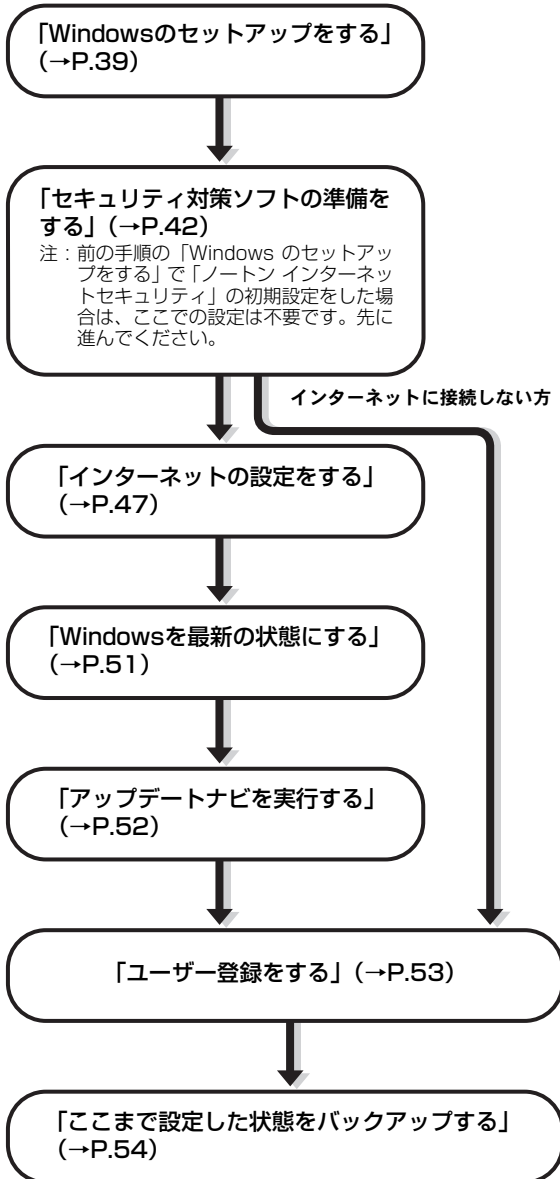 「Windowsのセットアップをする」
（→P.39）
「セキュリティ対策ソフトの準備を
する」（→P.42）
注：前の手順の「Windows のセットアッ
プをする」で「ノートン インターネッ
トセキュリティ」の初期設定をした場
合は、ここでの設定は不要です。先に
進んでください。
インターネットに接続しない方
「インターネットの設定をする」
（→P.47）
「Windowsを最新の状態にする」
（→P.51）
「アップデートナビを実行する」
（→P.52）
「ユーザー登録をする」（→P.53）
「ここまで設定した状態をバックアップする」
（→P.54）